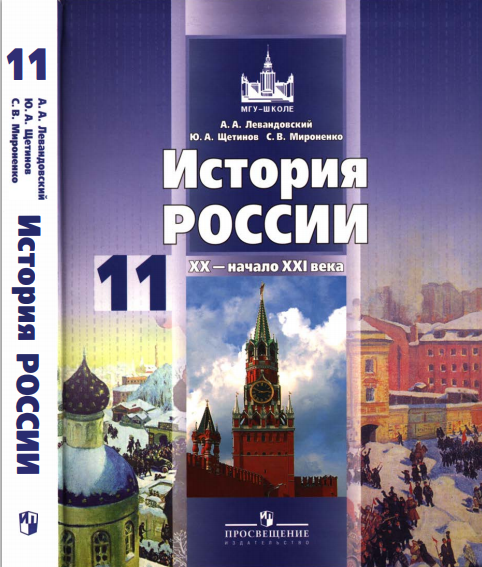 11
А. А. Левандовский
Ю. А. Щетинов
С. В. Мироненко
История РОССИИ
МГУ–ШКОЛЕ
А. А. Левандовский
Ю. А. Щетинов С. В. Мироненко
История
РОССИИ
11
XX — начало XXI века
ПРОСВЕЩЕНИЕ
ИЗДАТЕЛЬСТВО